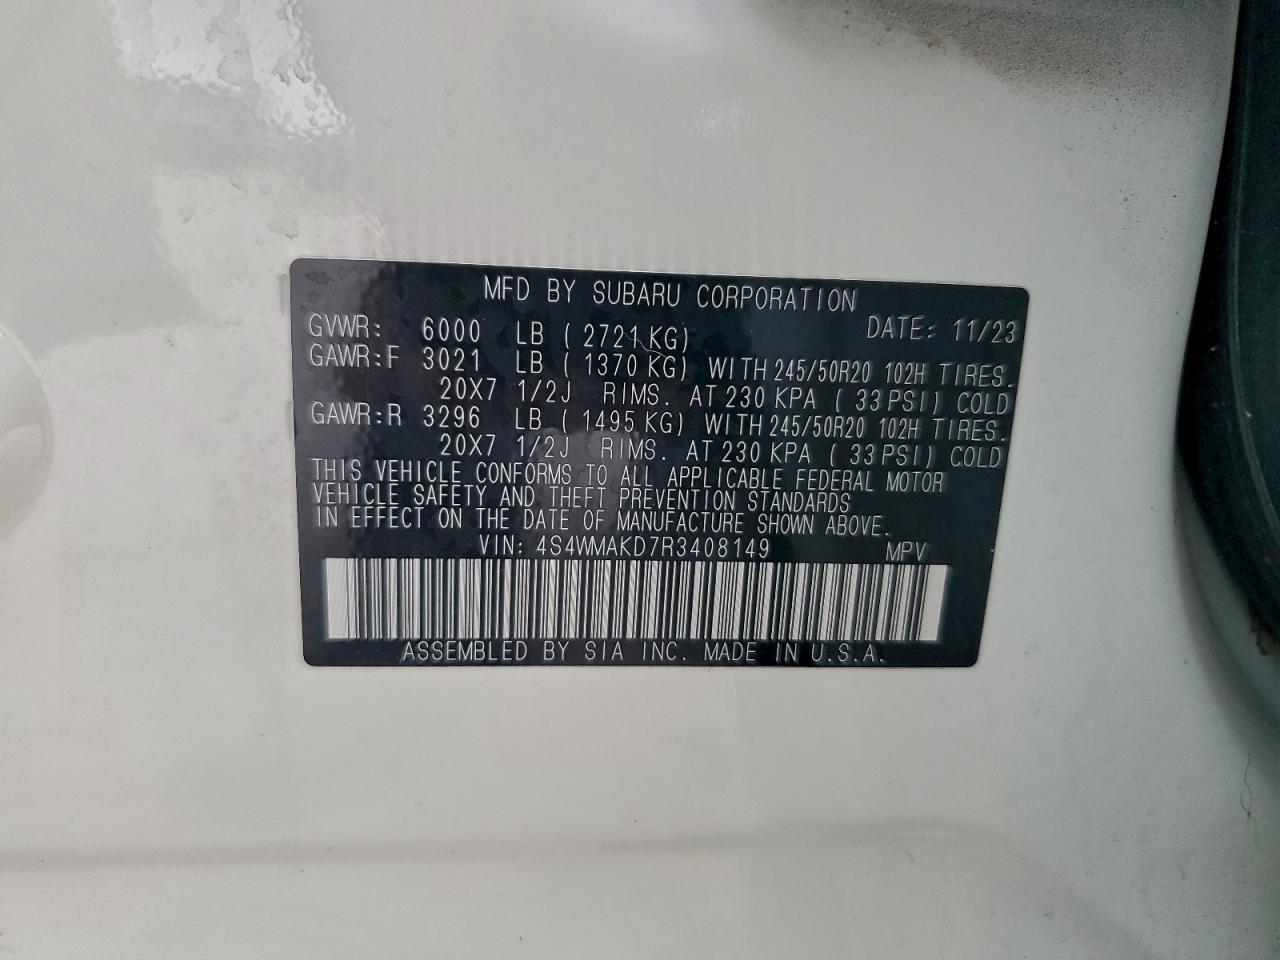 MFD BY SUBARU CORPORATION
GVWR: 6000 LB ( 2721 KG) DATE: 11/23
GAWR:F 3021 LB ( 1370 KG) WITH 245/50R20 102H TIRES.
20X7 1/2J RIMS. AT 230 KPA ( 33 PSI) COLD
GAWR:R 3296 LB ( 1495 KG) WITH 245/50R20 102H TIRES.
20X7 1/2J RIMS. AT 230 KPA ( 33 PSI) COLD
THIS VEHICLE CONFORMS TO ALL APPLICABLE FEDERAL MOTOR
VEHICLE SAFETY AND THEFT PREVENTION STANDARDS
IN EFFECT ON THE DATE OF MANUFACTURE SHOWN ABOVE.
VIN: 4S4WMAKD7R3408149 MPV
ASSEMBLED BY SIA INC. MADE IN U.S.A.